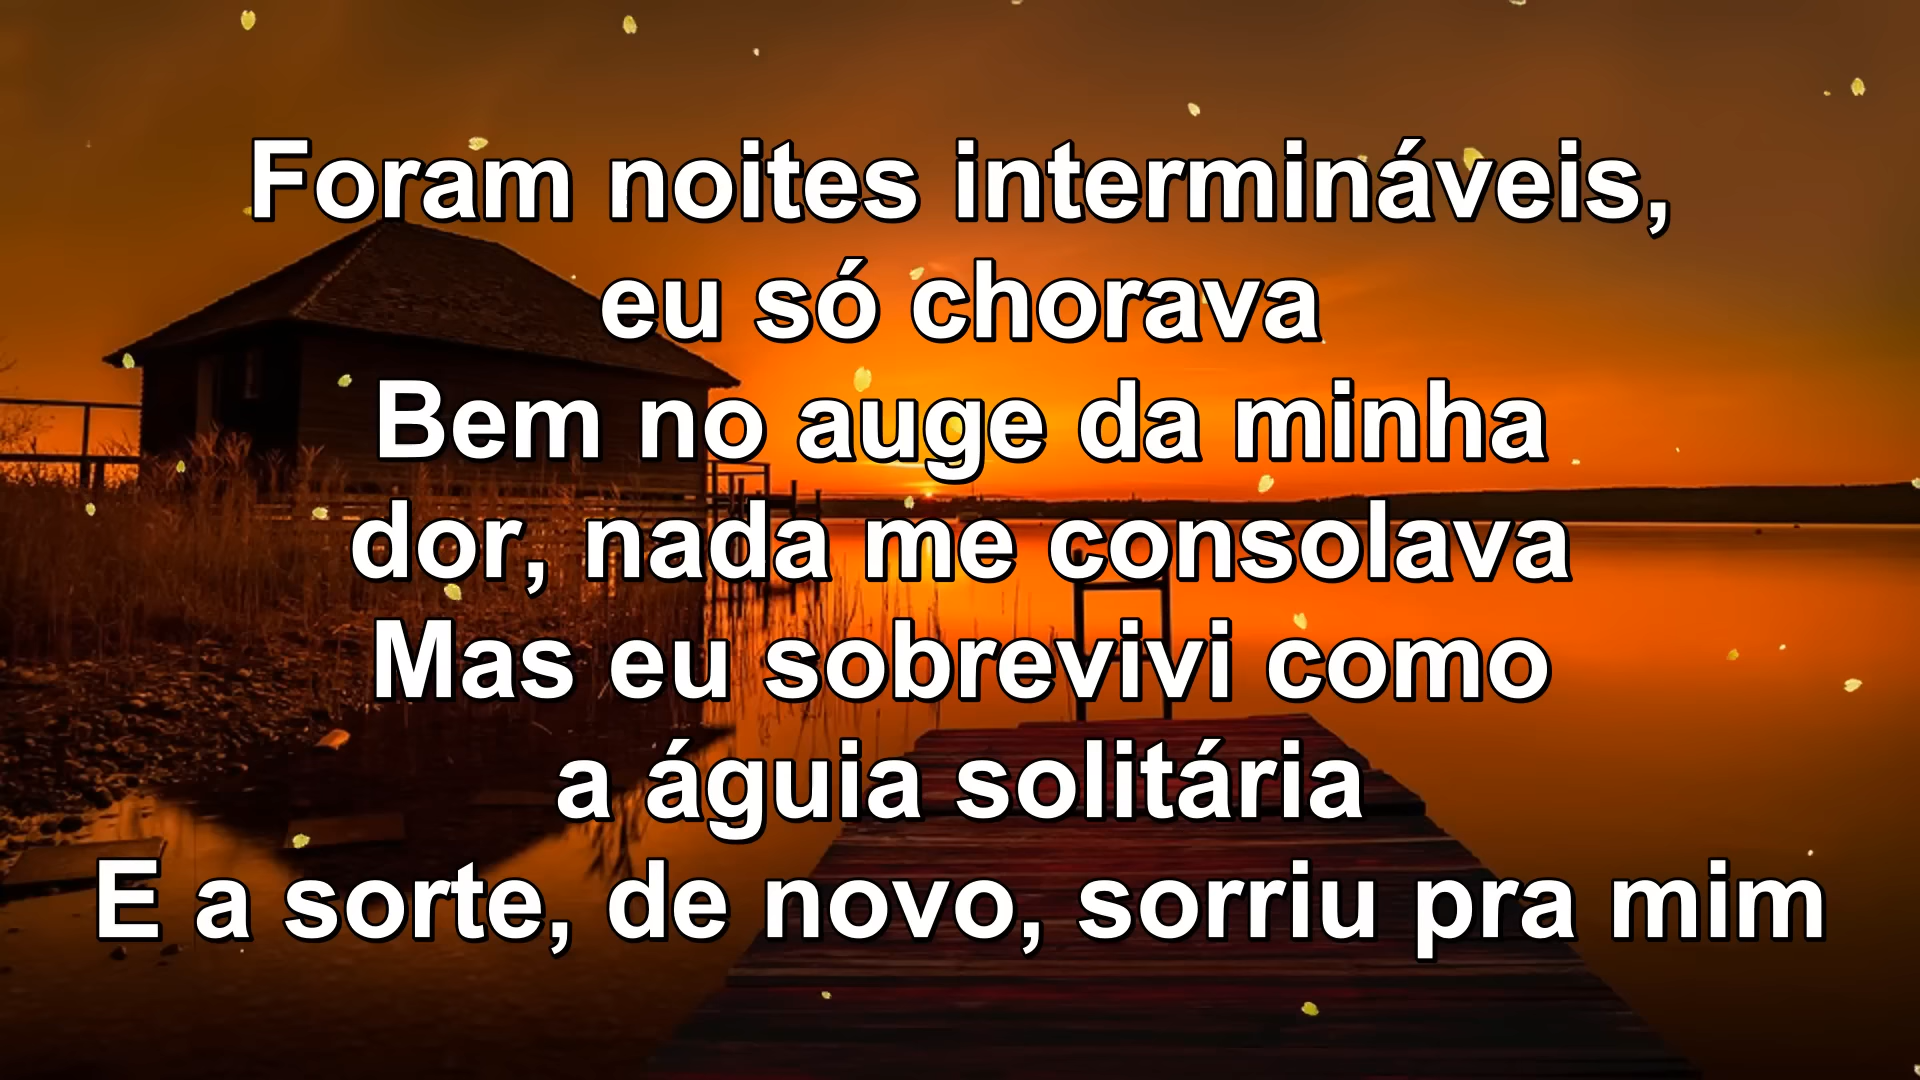 Foram noites intermináveis,
eu só chorava
Bem no auge da minha
dor, nada me consolava
Mas eu sobrevivi como
a águia solitária
E a sorte, de novo, sorriu pra mim